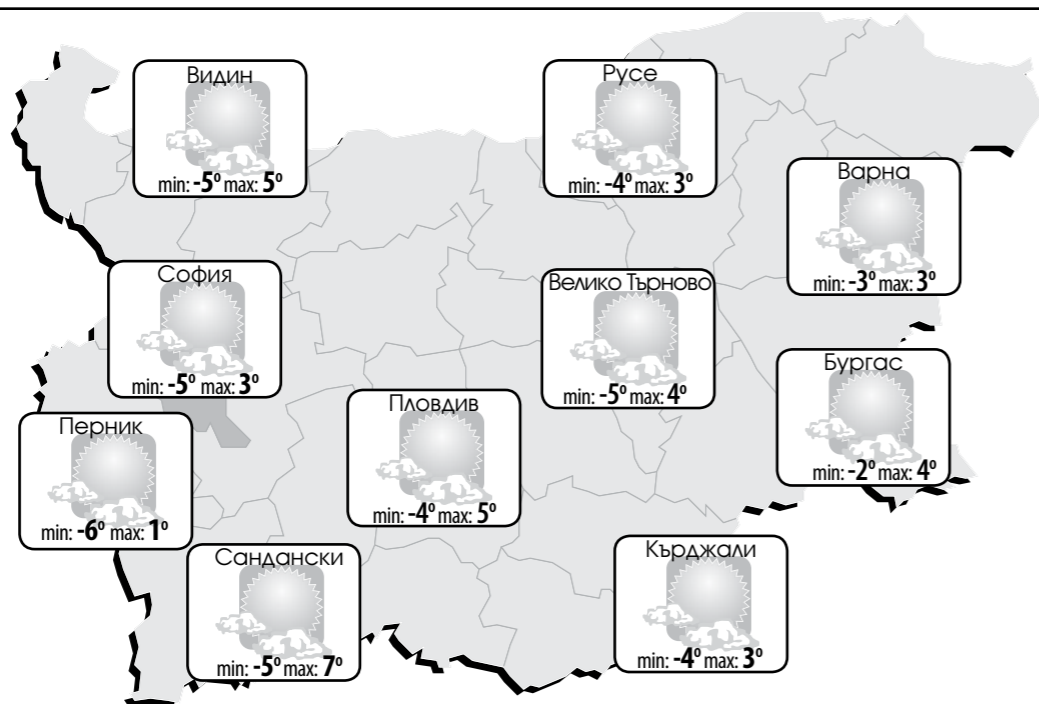 Видин
min: -5° max: 5°
Русе
min: -4° max: 3°
Варна
min: -3° max: 3°
София
min: -5° max: 3°
Велико Търново
min: -5° max: 4°
Бургас
min: -2° max: 4°
Пловдив
min: -4° max: 5°
Перник
min: -6° max: 1°
Сандански
min: -5° max: 7°
Кърджали
min: -4° max: 3°